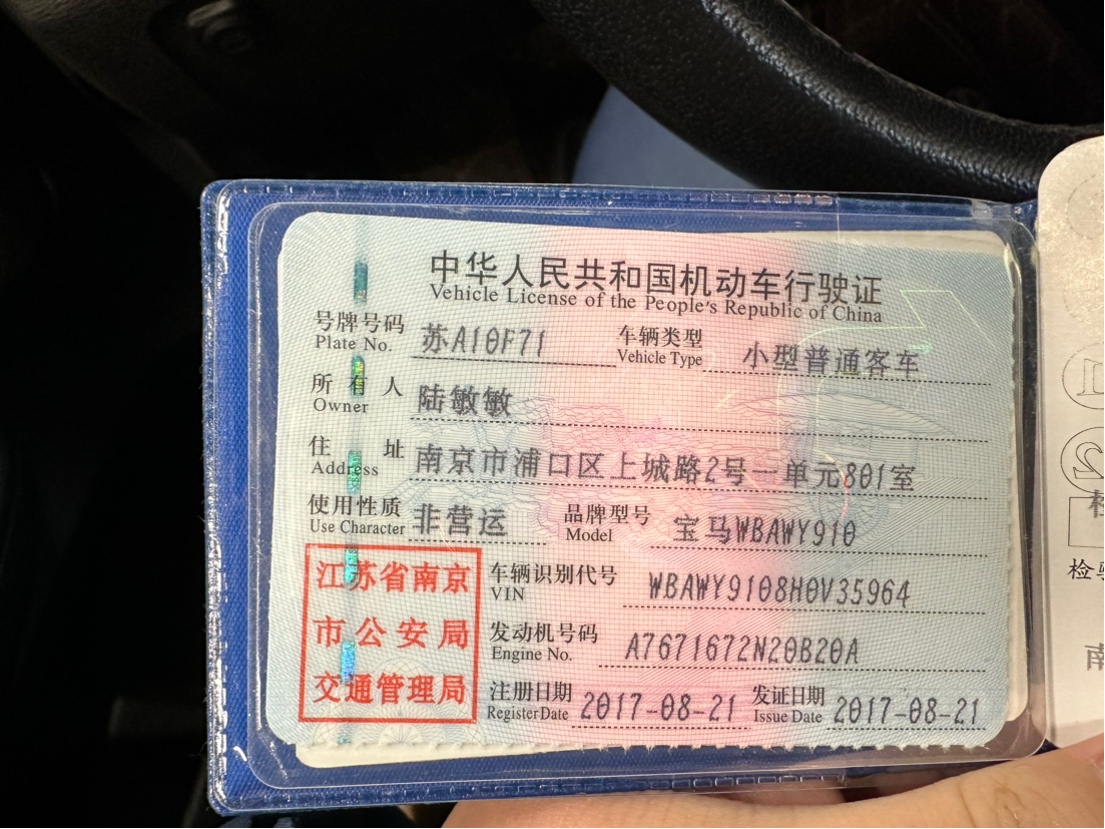 中华人民共和国机动车行驶证
Vehicle License of the People's Republic of China
号牌号码 苏A10F71 车辆类型 小型普通客车
Plate No. Vehicle Type
所有人 陆敏敏
Owner
住址 南京市浦口区上城路2号一单元801室
Address
使用性质 非营运 品牌型号 宝马WBAWY910
Use Character Model
江苏省南京
市公安局
交通管理局
车辆识别代号 WBAWY9108H0V35964
VIN
发动机号码 A7671672N20B20A
Engine No.
注册日期 2017-08-21 发证日期 2017-08-21
Register Date Issue Date
检
南